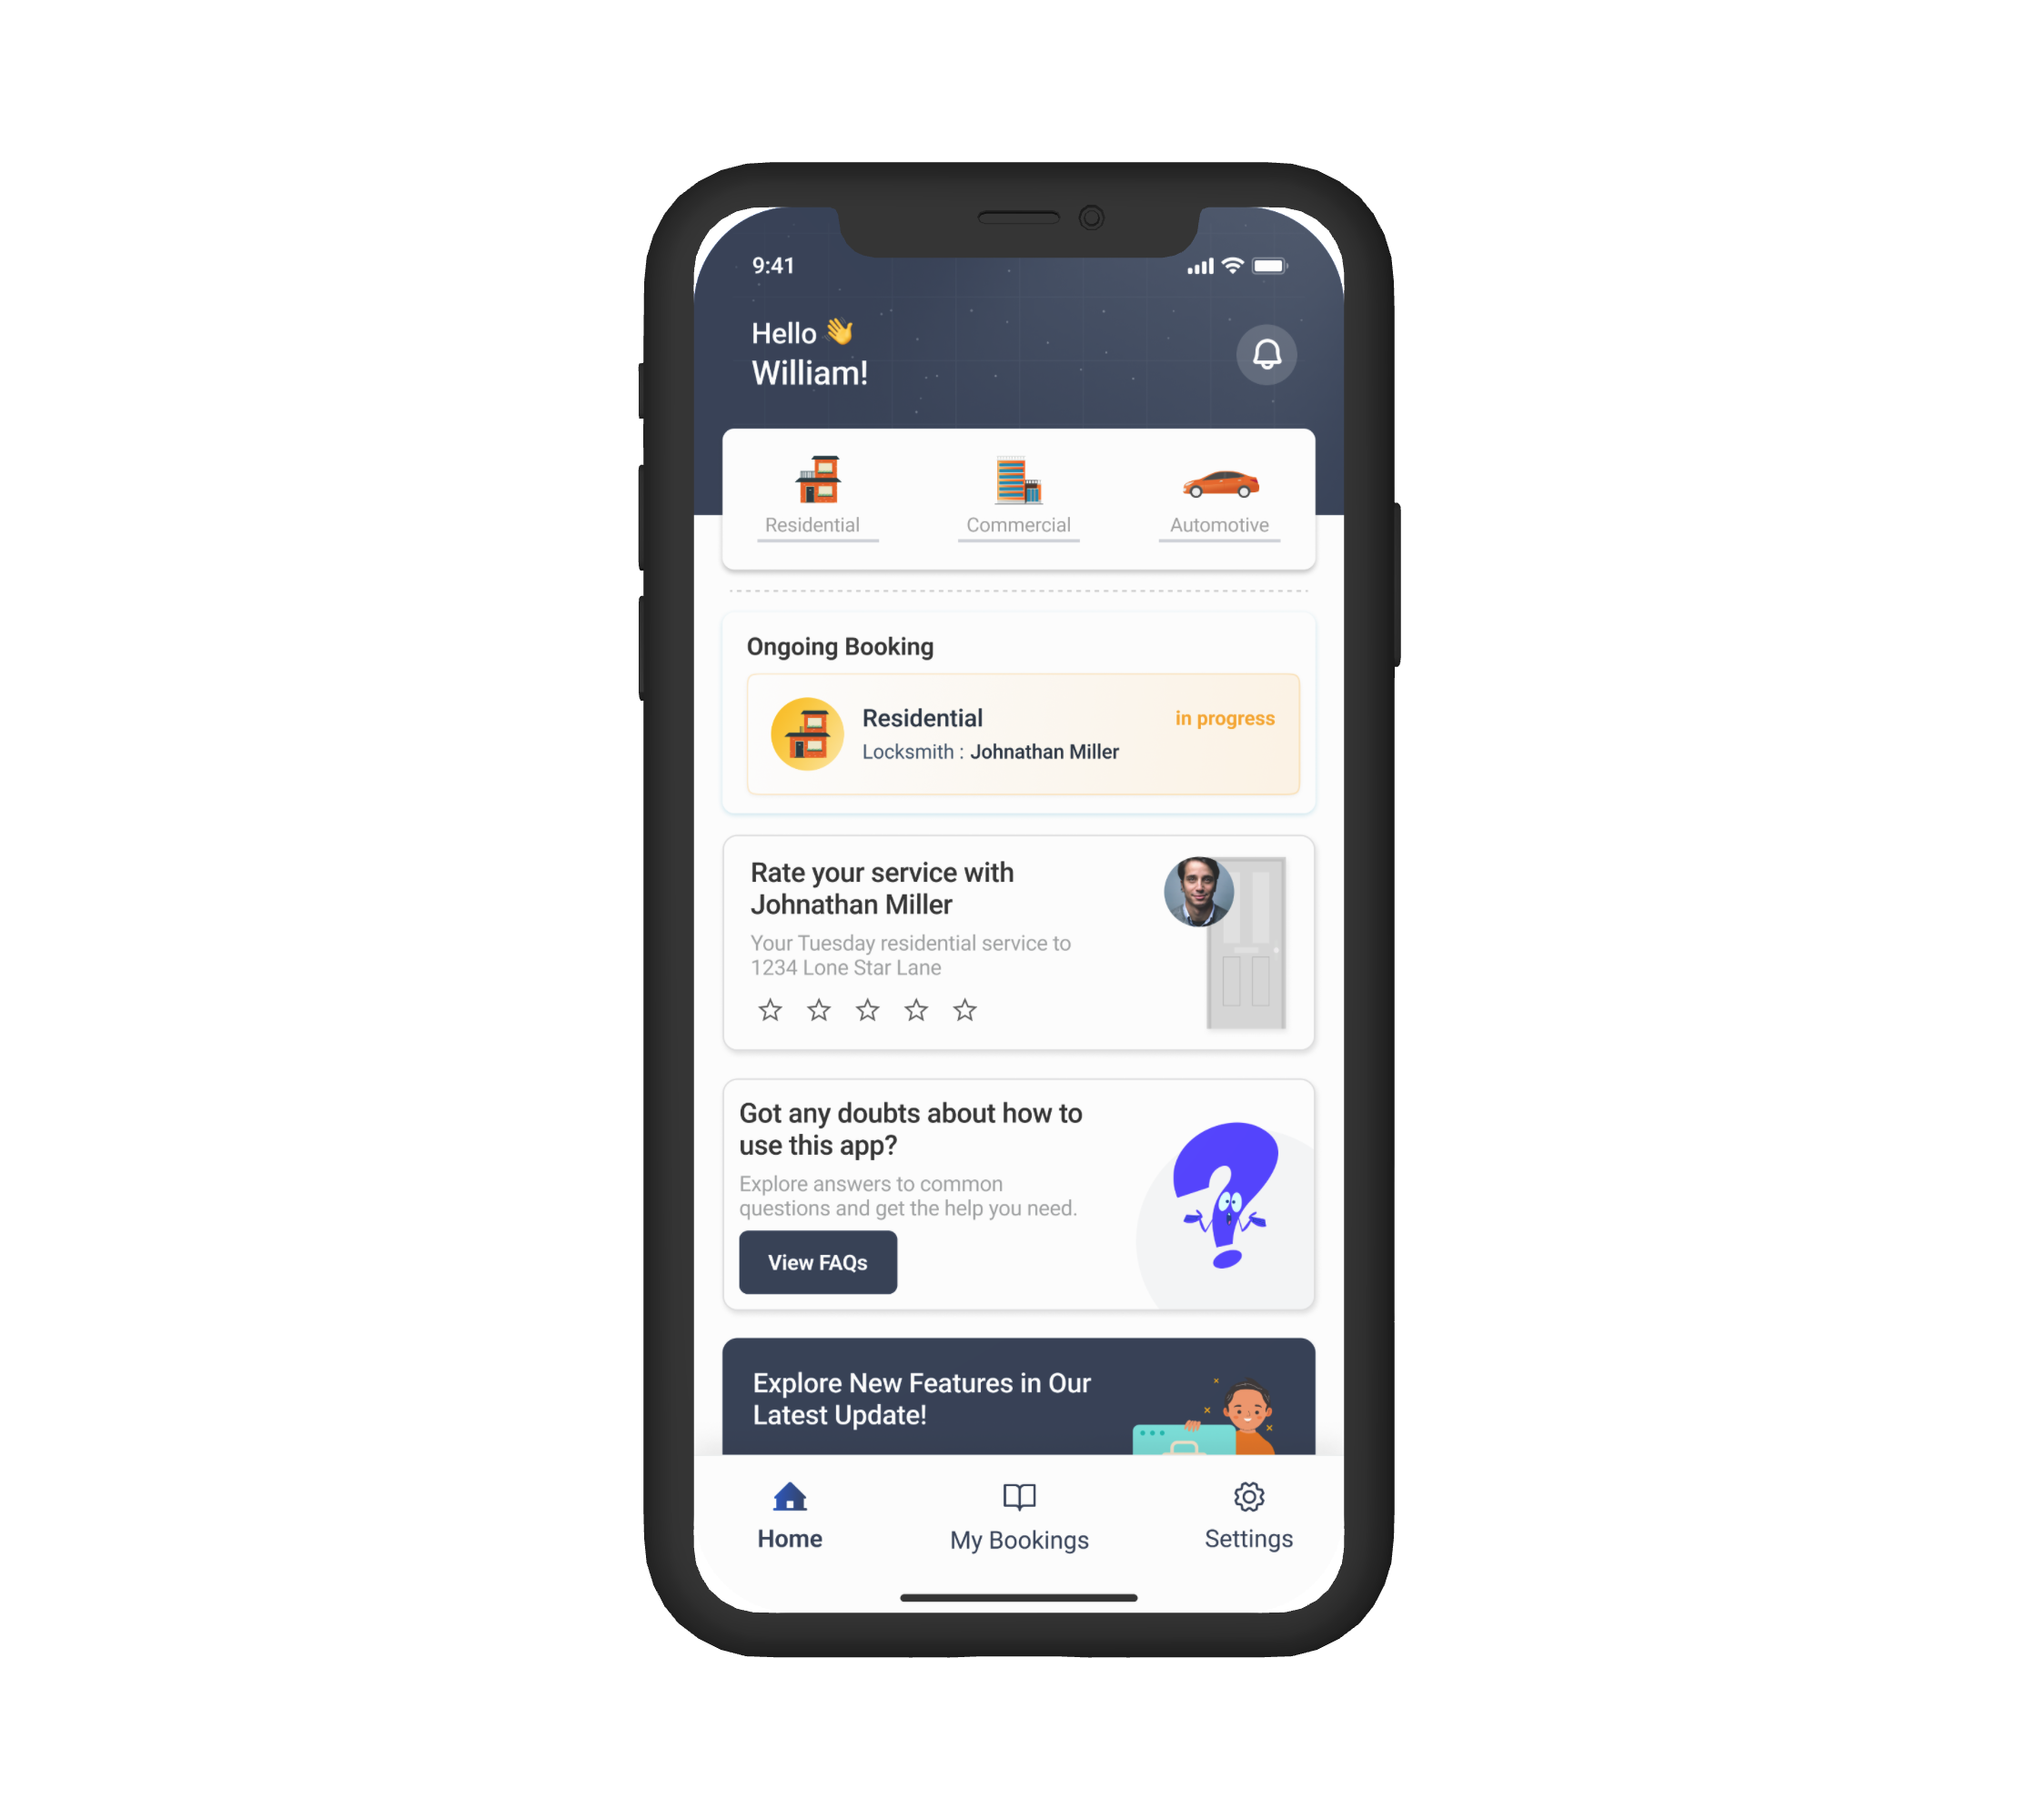 9:41
Hello 👋
William!
Residential
Commercial
Automotive
Ongoing Booking
Residential
in progress
Locksmith : Johnathan Miller
Rate your service with
Johnathan Miller
Your Tuesday residential service to
1234 Lone Star Lane
Got any doubts about how to
use this app?
Explore answers to common
questions and get the help you need.
View FAQs
Explore New Features in Our
Latest Update!
Home
My Bookings
Settings